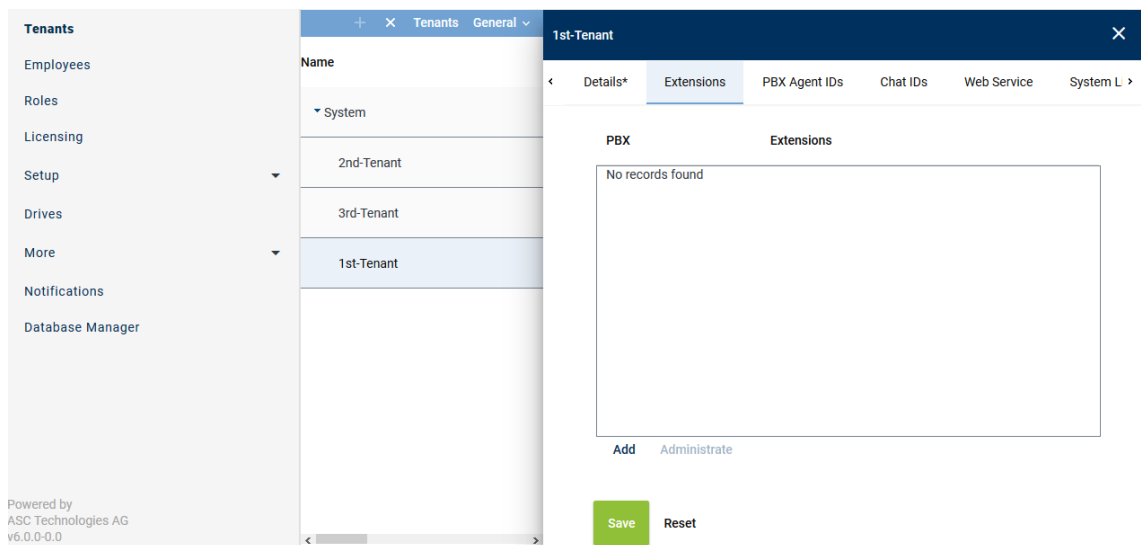 Tenants
Employees
Roles
Licensing
Setup
Drives
More
Notifications
Database Manager
Powered by
ASC Technologies AG
v6.0.0-0.0
Tenants General
Name
System
2nd-Tenant
3rd-Tenant
1st-Tenant
1st-Tenant
Details* Extensions PBX Agent IDs Chat IDs Web Service System L
PBX Extensions
No records found
Add Administrate
Save Reset